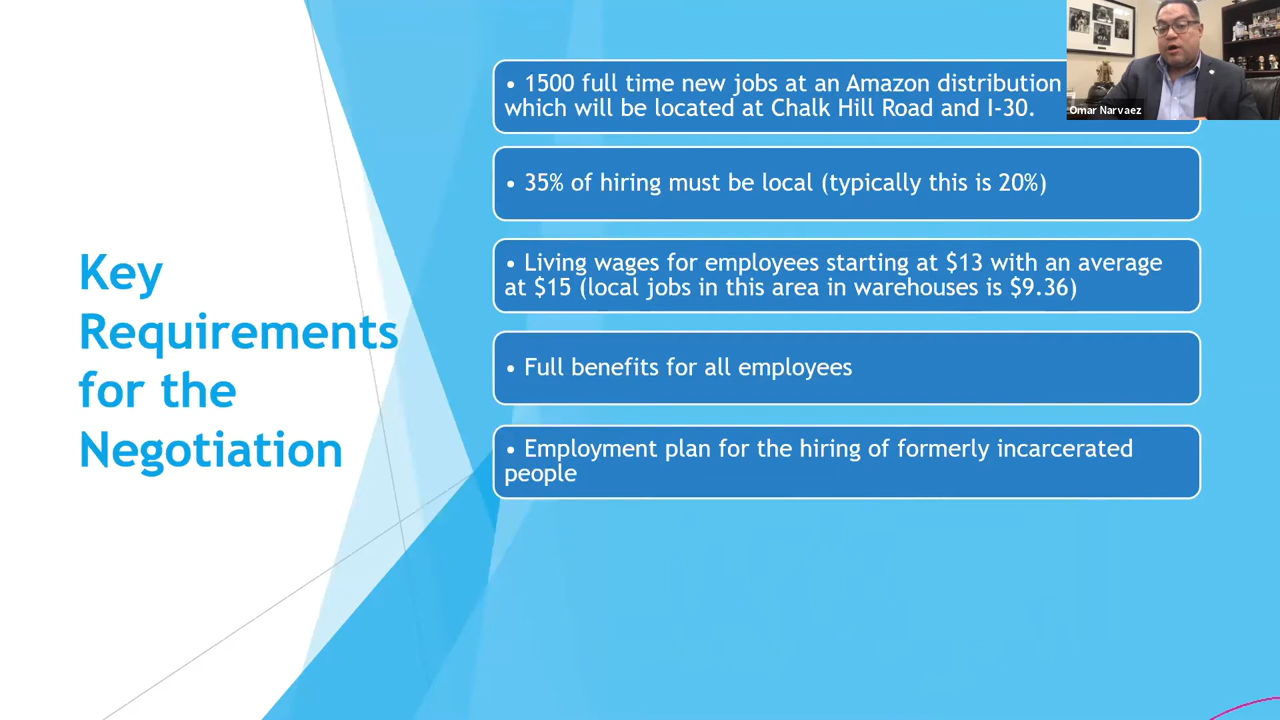 Key
Requirements
for the
Negotiation
• 1500 full time new jobs at an Amazon distribution
which will be located at Chalk Hill Road and I-30.
• 35% of hiring must be local (typically this is 20%)
• Living wages for employees starting at $13 with an average
at $15 (local jobs in this area in warehouses is $9.36)
• Full benefits for all employees
• Employment plan for the hiring of formerly incarcerated
people
Omar Narvaez